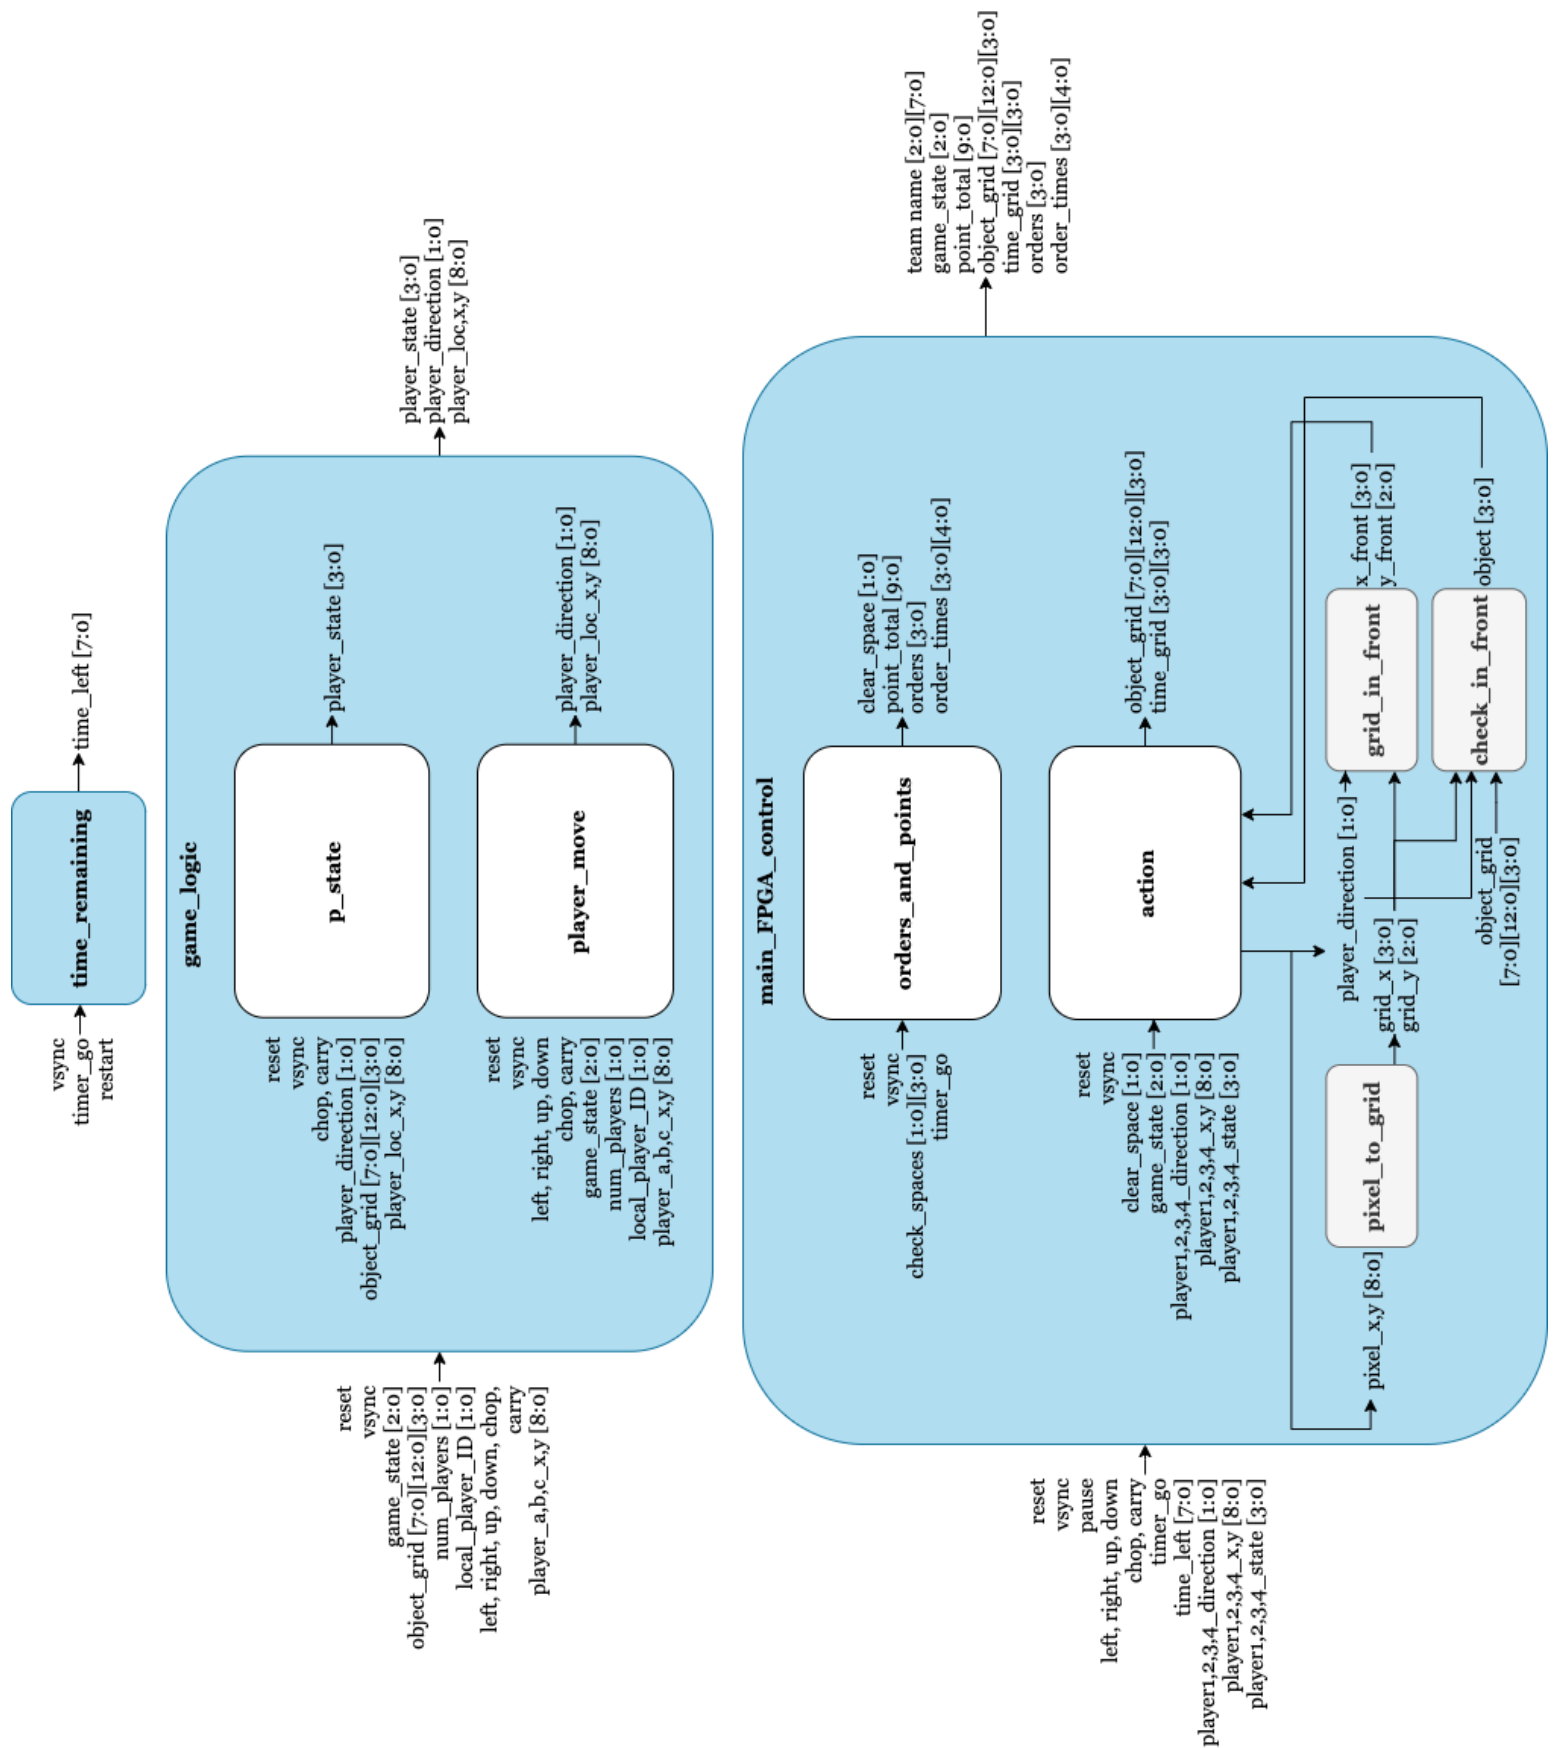 vsync
timer_go
restart
time_remaining
time_left [7:0]
game_logic
reset
vsync
game_state [2:0]
object_grid [7:0][12:0][3:0]
num_players [1:0]
local_player_ID [1:0]
left, right, up, down, chop,
carry
player_a,b,c_x,y [8:0]
reset
vsync
chop, carry
player_direction [1:0]
object_grid [7:0][12:0][3:0]
player_loc_x,y [8:0]
p_state
player_state [3:0]
reset
vsync
left, right, up, down
chop, carry
game_state [2:0]
num_players [1:0]
local_player_ID [1:0]
player_a,b,c_x,y [8:0]
player_move
player_direction [1:0]
player_loc_x,y [8:0]
player_state [3:0]
player_direction [1:0]
player_loc,x,y [8:0]
main_FPGA_control
reset
vsync
pause
left, right, up, down
chop, carry
timer_go
time_left [7:0]
player1,2,3,4_direction [1:0]
player1,2,3,4_x,y [8:0]
player1,2,3,4_state [3:0]
reset
vsync
check_spaces [1:0][3:0]
timer_go
orders_and_points
clear_space [1:0]
point_total [9:0]
orders [3:0]
order_times [3:0][4:0]
reset
vsync
clear_space [1:0]
game_state [2:0]
player1,2,3,4_direction [1:0]
player1,2,3,4_x,y [8:0]
player1,2,3,4_state [3:0]
action
object_grid [7:0][12:0][3:0]
time_grid [3:0][3:0]
pixel_x,y [8:0]
pixel_to_grid
grid_x [3:0]
grid_y [2:0]
player_direction [1:0]
grid_in_front
x_front [3:0]
y_front [2:0]
object_grid
[7:0][12:0][3:0]
check_in_front
object [3:0]
team name [2:0][7:0]
game_state [2:0]
point_total [9:0]
object_grid [7:0][12:0][3:0]
time_grid [3:0][3:0]
orders [3:0]
order_times [3:0][4:0]